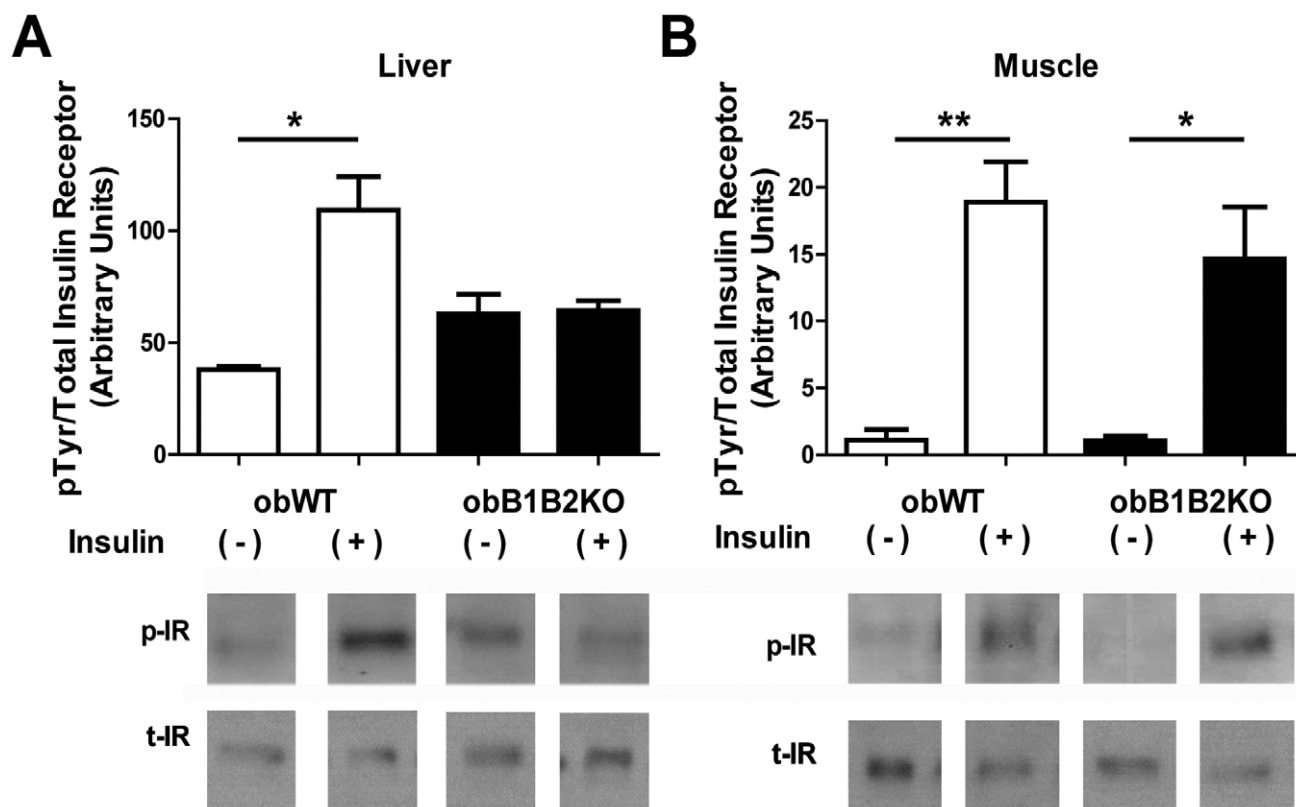 A
Liver
pTyr/Total Insulin Receptor
(Arbitrary Units)
150
100
50
0
*
obWT
obB1B2KO
Insulin (-) (+) (-) (+)
p-IR
t-IR
B
Muscle
pTyr/Total Insulin Receptor
(Arbitrary Units)
25
20
15
10
5
0
**
*
obWT
obB1B2KO
Insulin (-) (+) (-) (+)
p-IR
t-IR